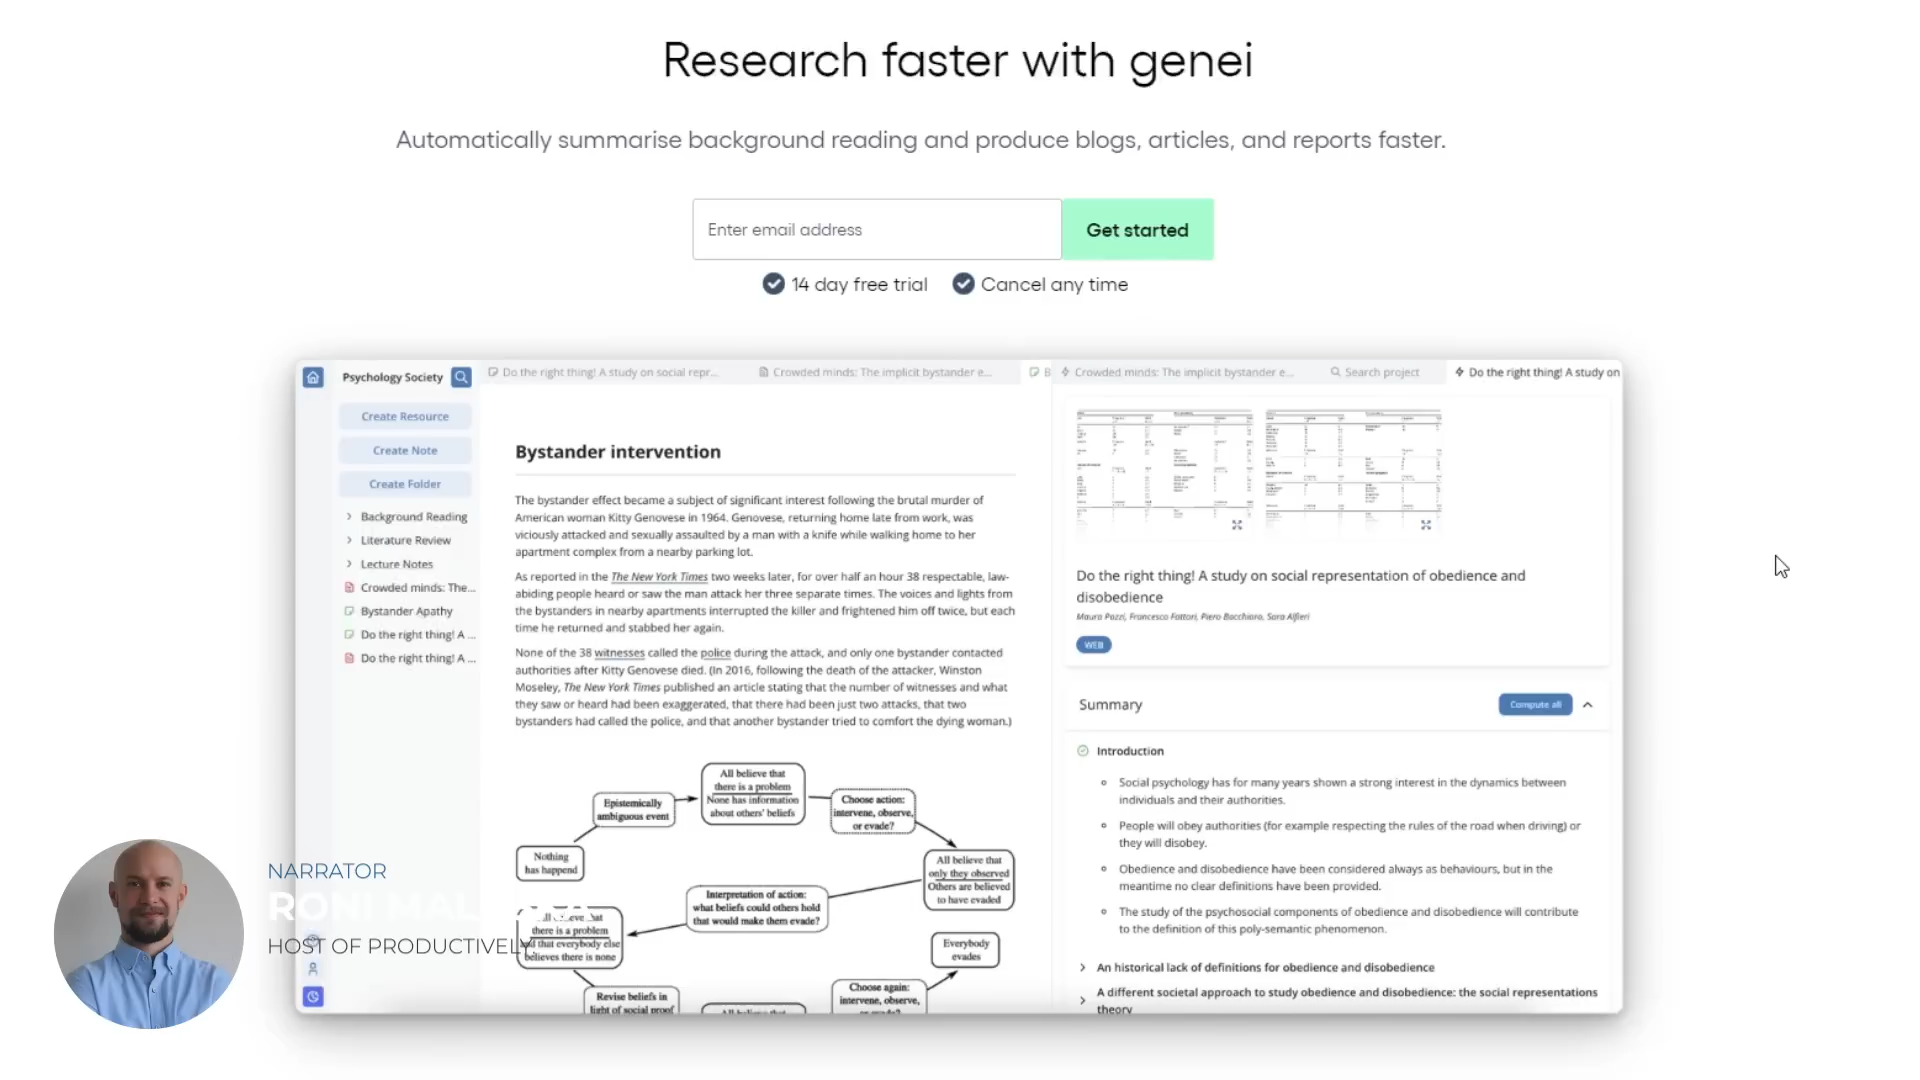 Research faster with genei
Automatically summarise background reading and produce blogs, articles, and reports faster.
Enter email address
Get started
14 day free trial
Cancel any time
Psychology Society
Create Resource
Create Note
Create Folder
Background Reading
Literature Review
Lecture Notes
Crowded minds: The...
Bystander Apathy
Do the right thing! A ...
Do the right thing! A ...
Do the right thing! A study on social repr...
Crowded minds: The implicit bystander e...
B
Bystander intervention
The bystander effect became a subject of significant interest following the brutal murder of
American woman Kitty Genovese in 1964. Genovese, returning home late from work, was
viciously attacked and sexually assaulted by a man with a knife while walking home to her
apartment complex from a nearby parking lot.
As reported in the The New York Times two weeks later, for over half an hour 38 respectable, law-
abiding people heard or saw the man attack her three separate times. The voices and lights from
the bystanders in nearby apartments interrupted the killer and frightened him off twice, but each
time he returned and stabbed her again.
None of the 38 witnesses called the police during the attack, and only one bystander contacted
authorities after Kitty Genovese died. (In 2016, following the death of the attacker, Winston
Moseley, The New York Times published an article stating that the number of witnesses and what
they saw or heard had been exaggerated, that there had been just two attacks, that two
bystanders had called the police, and that another bystander tried to comfort the dying woman.)
Nothing
has happend
Epistemically
ambiguous event
All believe that
there is a problem
None has information
about others' beliefs
Choose action:
intervene, observe,
or evade?
All believe that
only they observed
Others are believed
to have evaded
Interpretation of action:
what beliefs could others hold
that would make them evade?
there is a problem
that everybody else
believes there is none
Revise beliefs in
light of social proof
Choose again:
intervene, observe,
Everybody
evades
Crowded minds: The implicit bystander e...
Search project
Do the right thing! A study on
Do the right thing! A study on social representation of obedience and
disobedience
Maura Pozzi, Francesco Fattori, Piero Bocchiaro, Sara Alfieri
WEB
Summary
Compute all
Introduction
Social psychology has for many years shown a strong interest in the dynamics between
individuals and their authorities.
People will obey authorities (for example respecting the rules of the road when driving) or
they will disobey.
Obedience and disobedience have been considered always as behaviours, but in the
meantime no clear definitions have been provided.
The study of the psychosocial components of obedience and disobedience will contribute
to the definition of this poly-semantic phenomenon.
An historical lack of definitions for obedience and disobedience
A different societal approach to study obedience and disobedience: the social representations
theory
NARRATOR
RONI
HOST OF PRODUCTIVELY